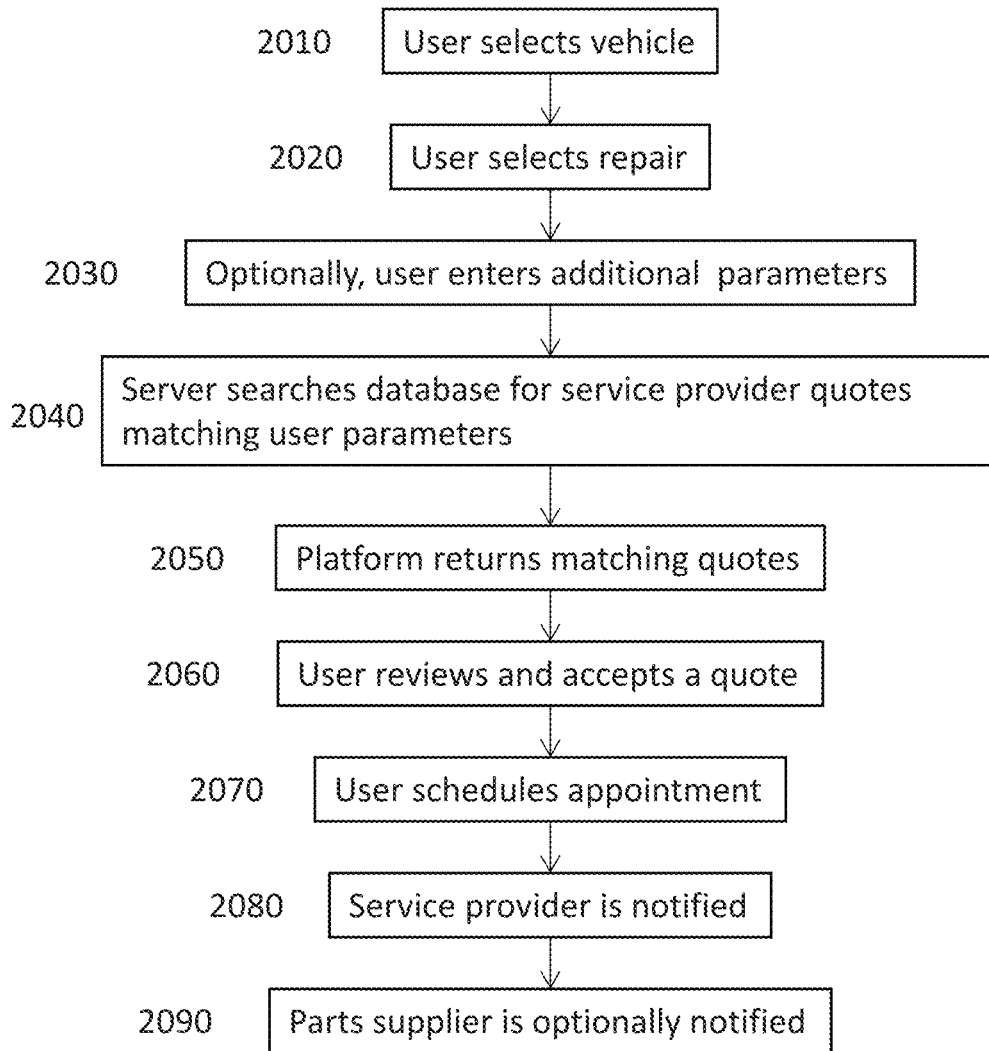 2010 User selects vehicle
2020 User selects repair
2030 Optionally, user enters additional parameters
Server searches database for service provider quotes
2040 matching user parameters
2050 Platform returns matching quotes
2060 User reviews and accepts a quote
2070 User schedules appointment
2080 Service provider is notified
2090 Parts supplier is optionally notified